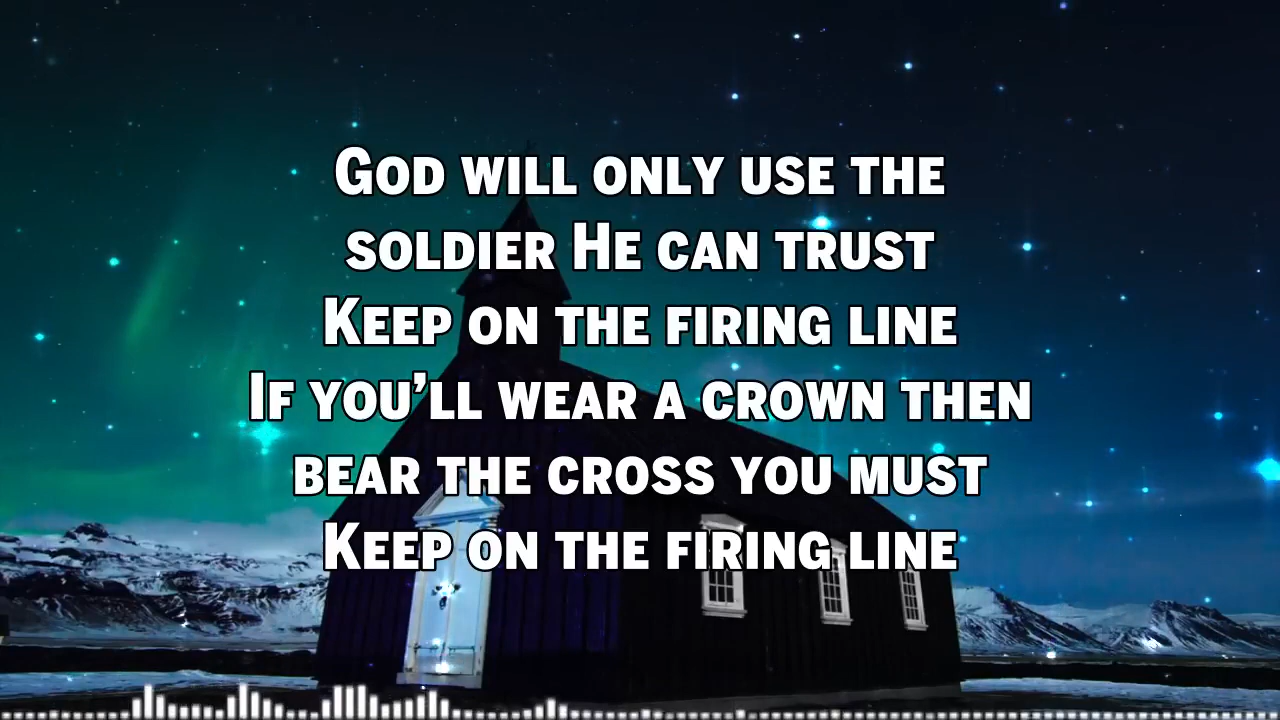 God will only use the
soldier He can trust
Keep on the firing line
If you’ll wear a crown then
bear the cross you must
Keep on the firing line